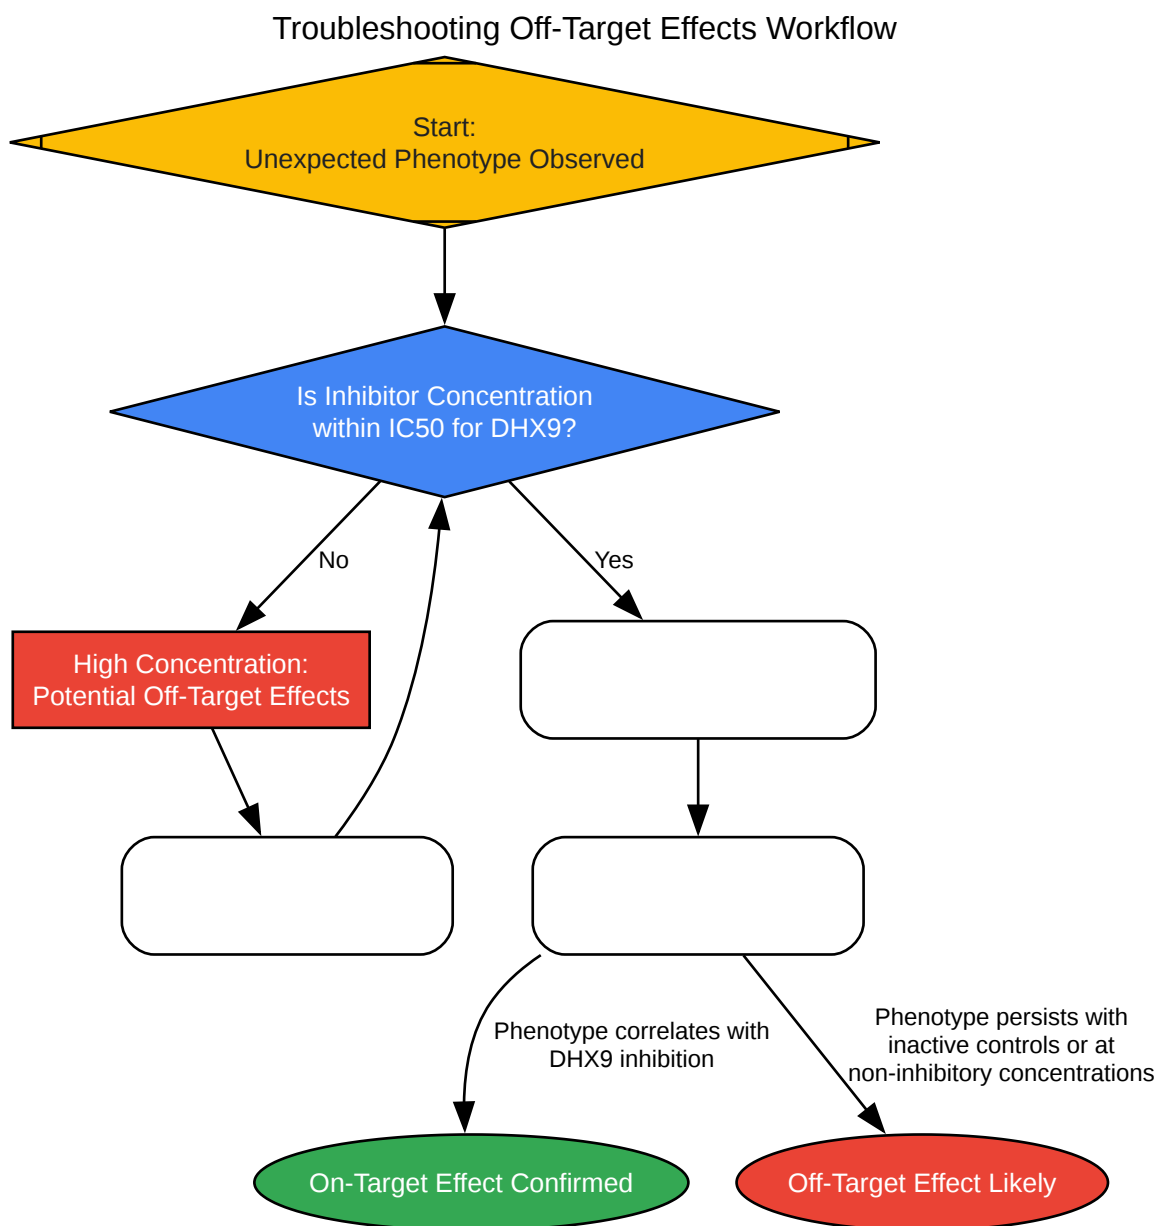 Troubleshooting Off-Target Effects Workflow
Start:
Unexpected Phenotype Observed
Is Inhibitor Concentration
within IC50 for DHX9?
No
Yes
High Concentration:
Potential Off-Target Effects
Phenotype correlates with
DHX9 inhibition
Phenotype persists with
inactive controls or at
non-inhibitory concentrations
On-Target Effect Confirmed
Off-Target Effect Likely